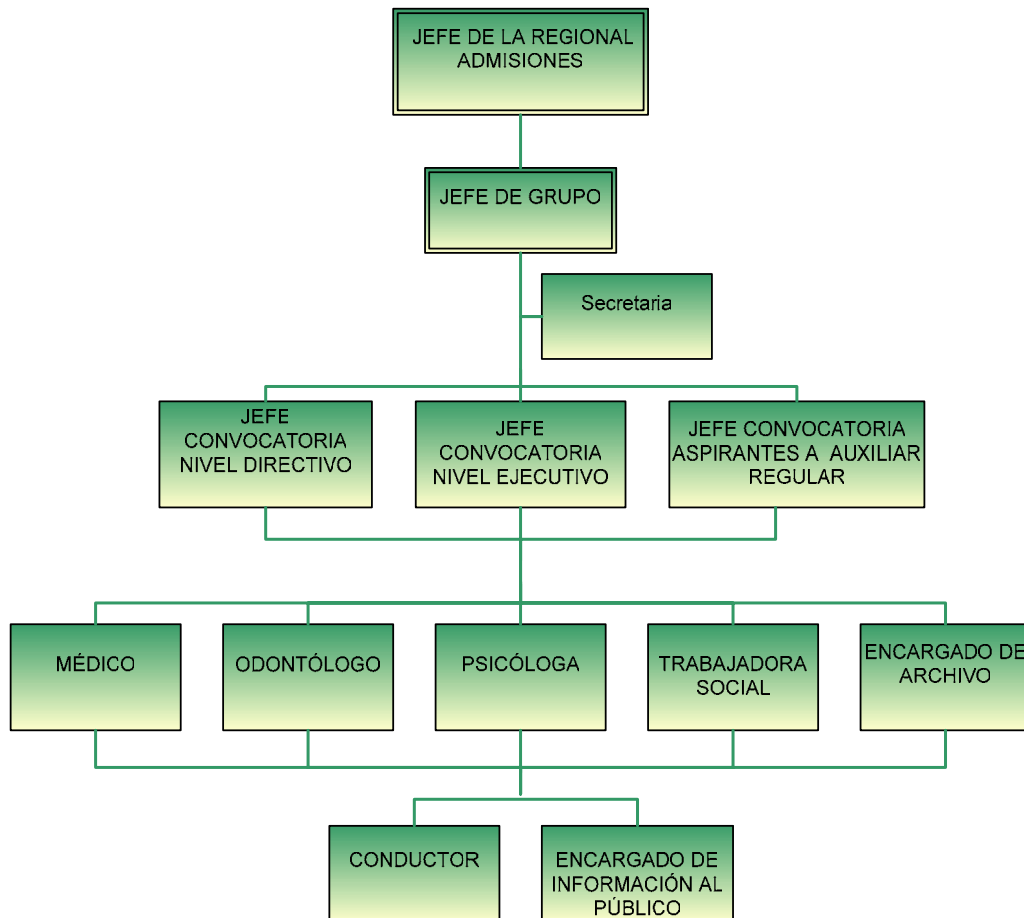 JEFE DE LA REGIONAL
ADMISIONES
JEFE DE GRUPO
Secretaria
JEFE
CONVOCATORIA
NIVEL DIRECTIVO
JEFE
CONVOCATORIA
NIVEL EJECUTIVO
JEFE CONVOCATORIA
ASPIRANTES A AUXILIAR
REGULAR
MÉDICO
ODONTÓLOGO
PSICÓLOGA
TRABAJADORA
SOCIAL
ENCARGADO DE
ARCHIVO
CONDUCTOR
ENCARGADO DE
INFORMACIÓN AL
PÚBLICO